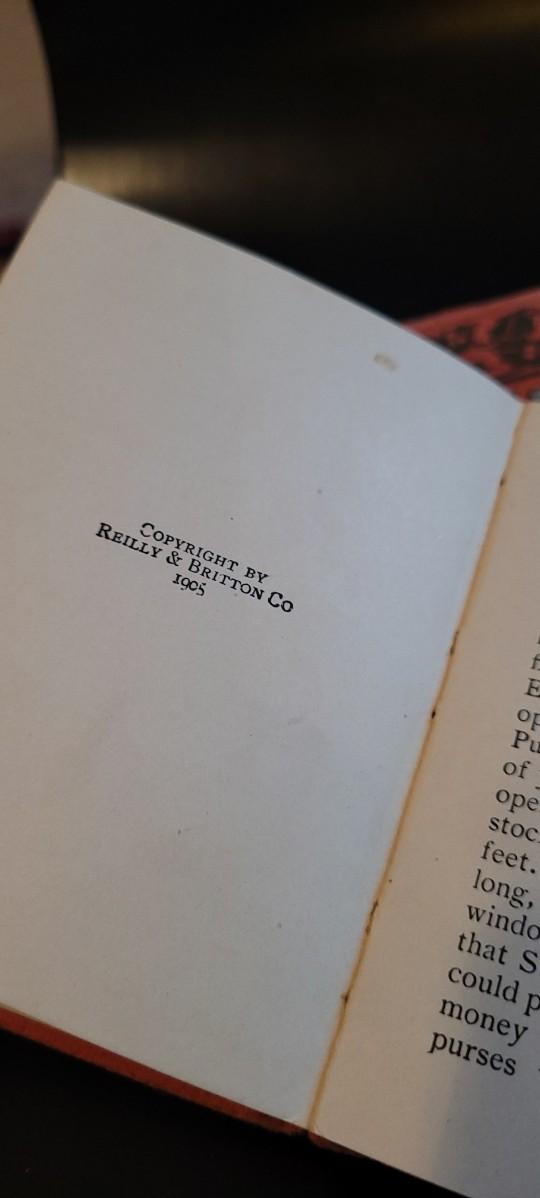 COPYRIGHT BY
REILLY & BRITTON CO
1905
E
op
Pu
of
ope
stoc
feet.
long,
windo
that S
could p
money
purses